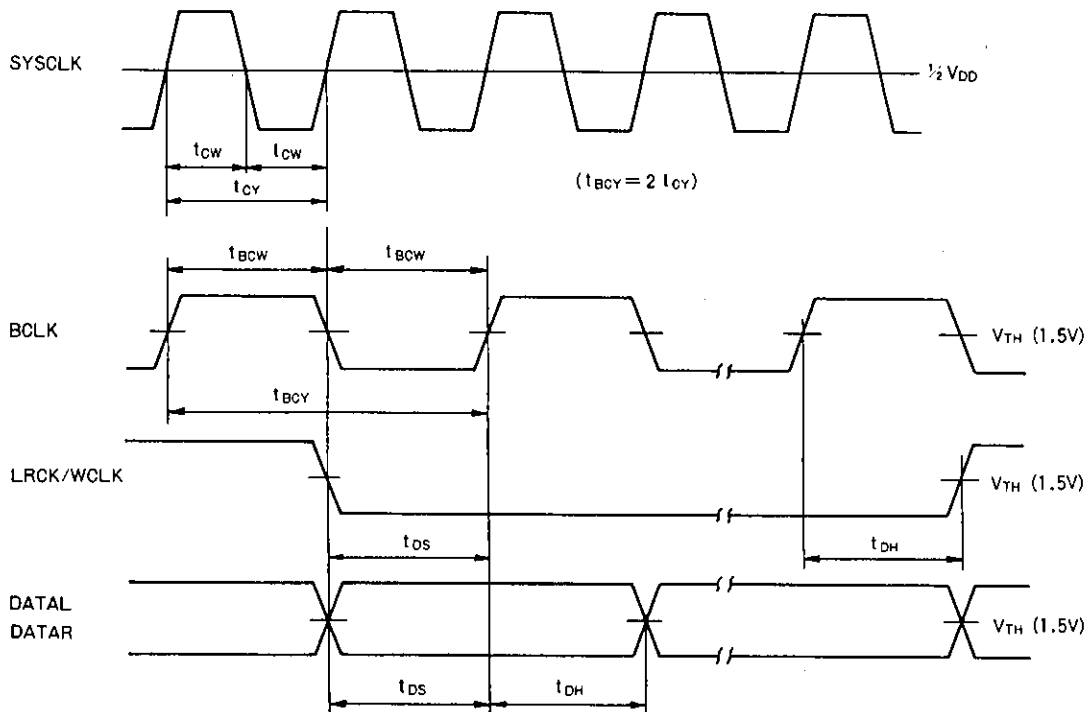 SYSCLK
½ VDD
tCW tCW
tCY
(tBCY = 2 tCY)
tBCW tBCW
BCLK
VTH (1.5V)
tBCY
LRCK/WCLK
VTH (1.5V)
tDS
tDH
DATAL
DATAR
VTH (1.5V)
tDS tDH